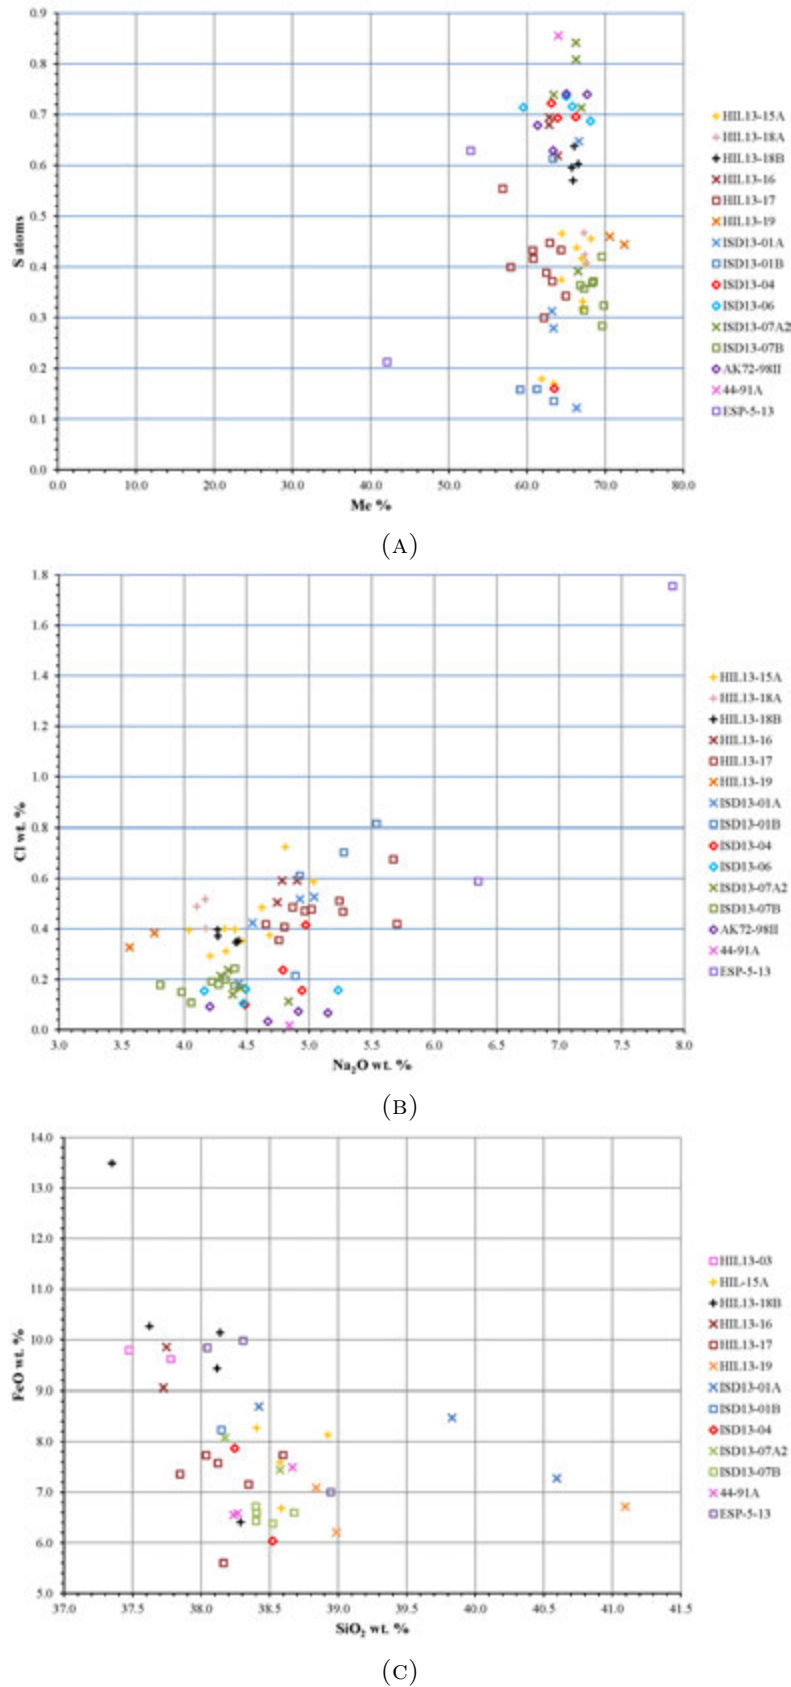 0.9
0.8
0.7
0.6
0.5
0.4
0.3
0.2
0.1
0.0
S atoms
0.0 10.0 20.0 30.0 40.0 50.0 60.0 70.0 80.0
Me %
HIL13-15A
HIL13-18A
HIL13-18B
HIL13-16
HIL13-17
HIL13-19
ISD13-01A
ISD13-01B
ISD13-04
ISD13-06
ISD13-07A2
ISD13-07B
AK72-98II
44-91A
ESP-5-13
(A)
1.8
1.6
1.4
1.2
1.0
0.8
0.6
0.4
0.2
0.0
Cl wt. %
3.0 3.5 4.0 4.5 5.0 5.5 6.0 6.5 7.0 7.5 8.0
Na₂O wt. %
HIL13-15A
HIL13-18A
HIL13-18B
HIL13-16
HIL13-17
HIL13-19
ISD13-01A
ISD13-01B
ISD13-04
ISD13-06
ISD13-07A2
ISD13-07B
AK72-98II
44-91A
ESP-5-13
(B)
14.0
13.0
12.0
11.0
10.0
9.0
8.0
7.0
6.0
5.0
FeO wt. %
37.0 37.5 38.0 38.5 39.0 39.5 40.0 40.5 41.0 41.5
SiO₂ wt. %
HIL13-03
HIL-15A
HIL13-18B
HIL13-16
HIL13-17
HIL13-19
ISD13-01A
ISD13-01B
ISD13-04
ISD13-07A2
ISD13-07B
44-91A
ESP-5-13
(C)